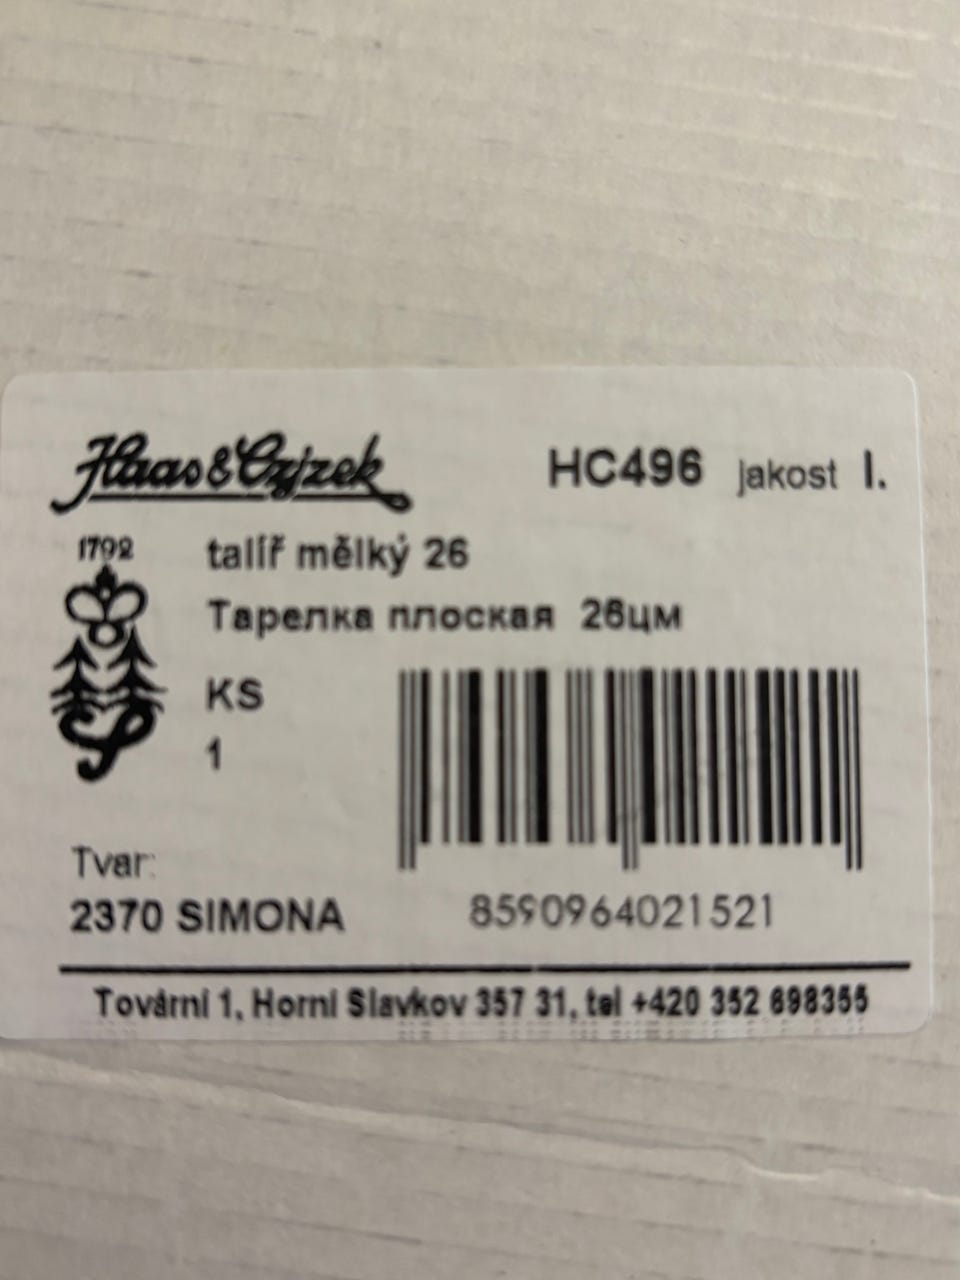 Haas & Czjzek
HC496 jakost I.
1792
talíř mělký 26
Тарелка плоская 26цм
KS
1
Tvar:
2370 SIMONA
8590964021521
Tovární 1, Horní Slavkov 357 31, tel +420 352 698355